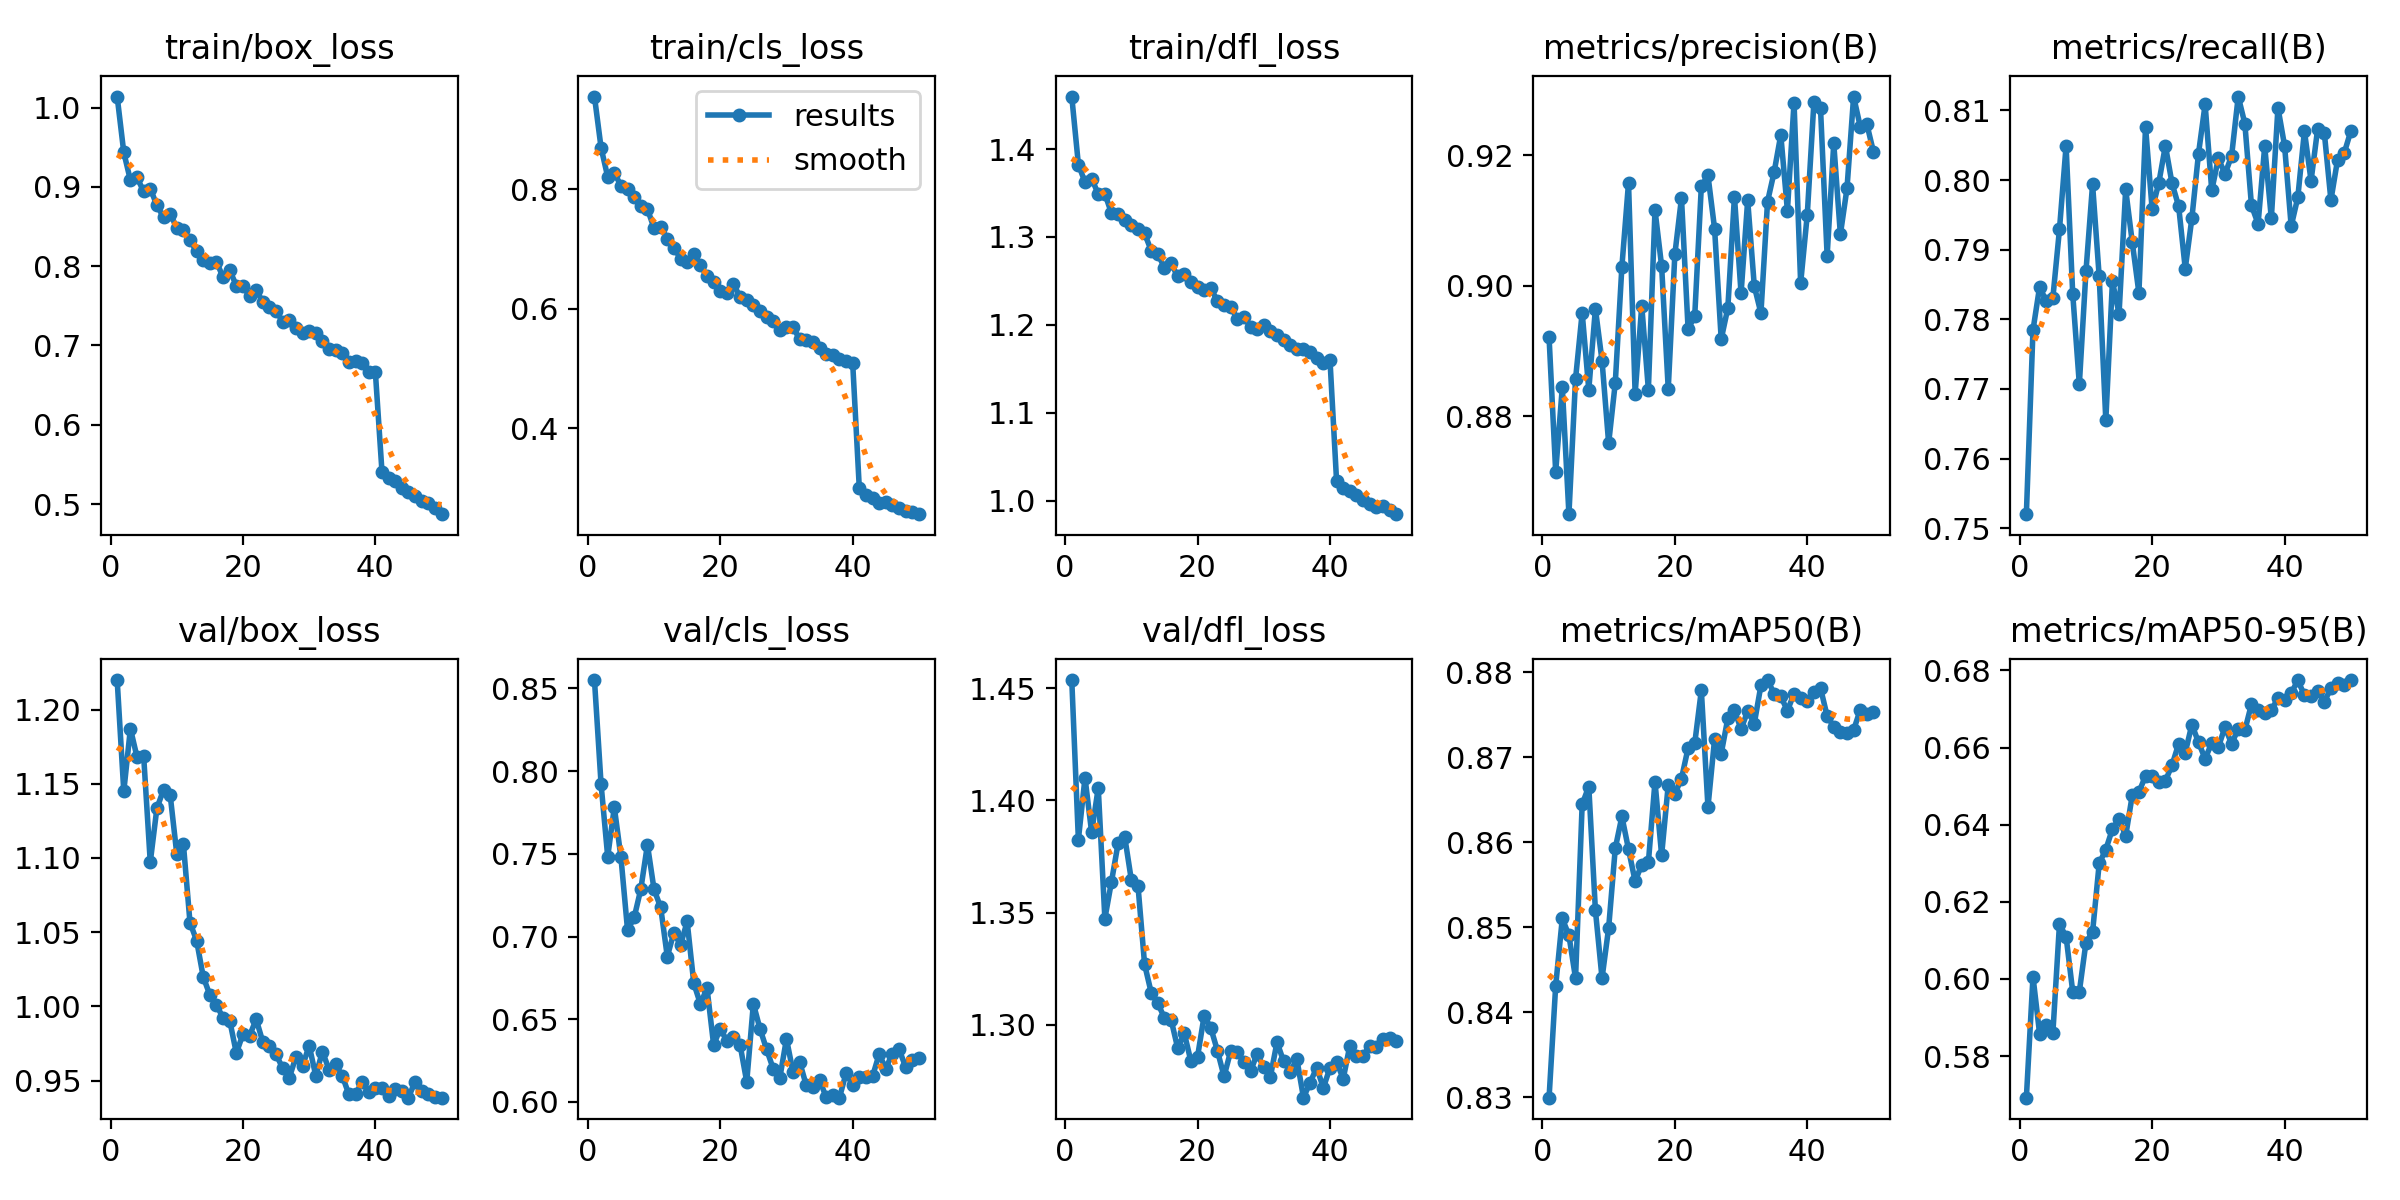 train/box_loss
1.0
0.9
0.8
0.7
0.6
0.5
0 20 40
train/cls_loss
results
smooth
0.8
0.6
0.4
0 20 40
train/dfl_loss
1.4
1.3
1.2
1.1
1.0
0 20 40
metrics/precision(B)
0.92
0.90
0.88
0 20 40
metrics/recall(B)
0.81
0.80
0.79
0.78
0.77
0.76
0.75
0 20 40
val/box_loss
1.20
1.15
1.10
1.05
1.00
0.95
0 20 40
val/cls_loss
0.85
0.80
0.75
0.70
0.65
0.60
0 20 40
val/dfl_loss
1.45
1.40
1.35
1.30
0 20 40
metrics/mAP50(B)
0.88
0.87
0.86
0.85
0.84
0.83
0 20 40
metrics/mAP50-95(B)
0.68
0.66
0.64
0.62
0.60
0.58
0 20 40